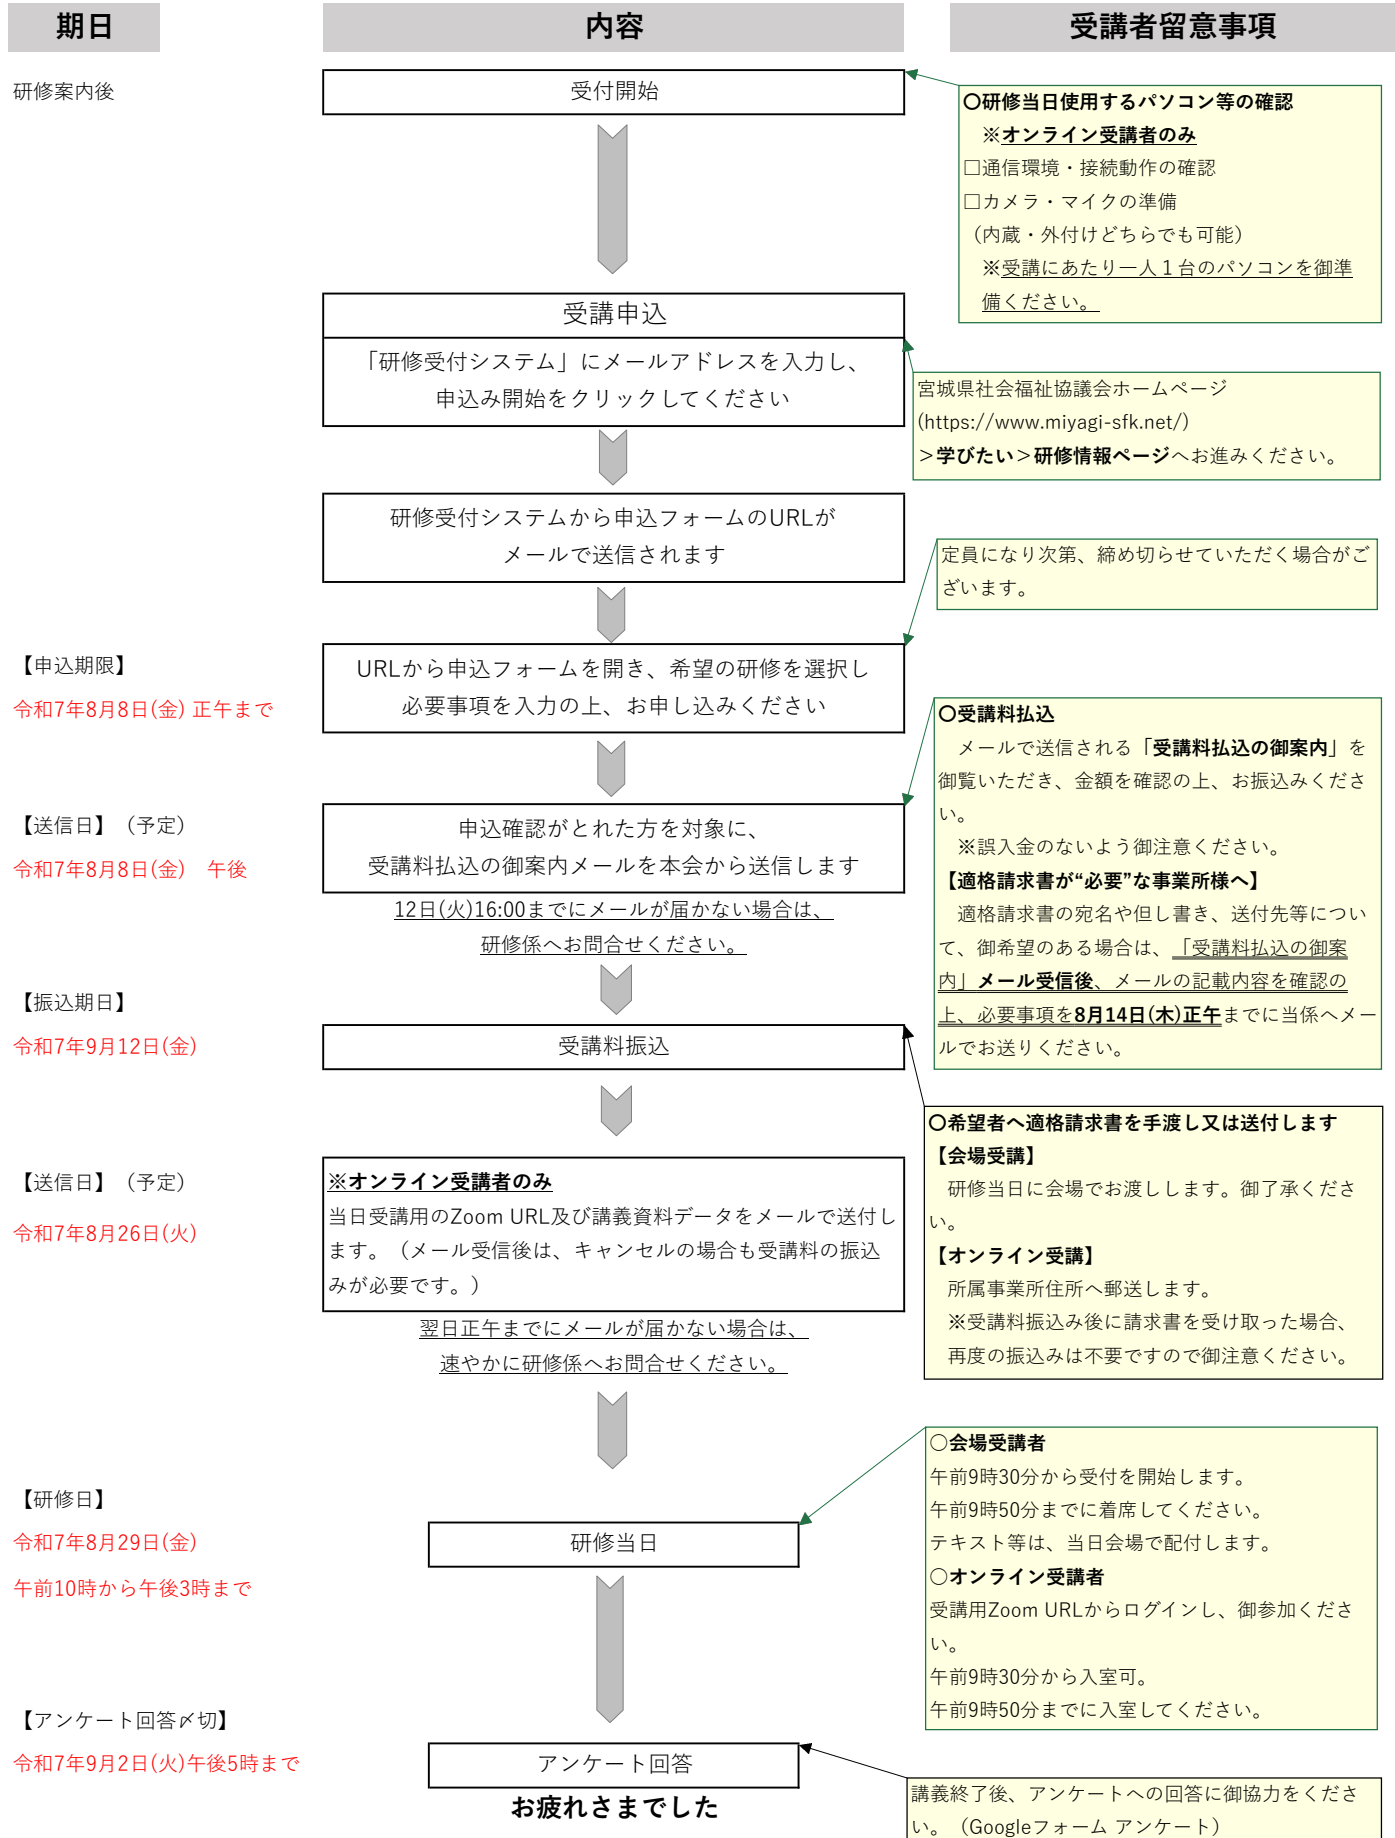 期日
内容
受講者留意事項
研修案内後
受付開始
〇研修当日使用するパソコン等の確認
※オンライン受講者のみ
□通信環境・接続動作の確認
□カメラ・マイクの準備
（内蔵・外付けどちらでも可能）
※受講にあたり一人１台のパソコンを御準
備ください。
受講申込
「研修受付システム」にメールアドレスを入力し、
申込み開始をクリックしてください
宮城県社会福祉協議会ホームページ
(https://www.miyagi-sfk.net/)
＞学びたい＞研修情報ページへお進みください。
研修受付システムから申込フォームのURLが
メールで送信されます
定員になり次第、締め切らせていただく場合がご
ざいます。
【申込期限】
令和7年8月8日(金) 正午まで
URLから申込フォームを開き、希望の研修を選択し
必要事項を入力の上、お申し込みください
〇受講料払込
メールで送信される「受講料払込の御案内」を
御覧いただき、金額を確認の上、お振込みくださ
い。
※誤入金のないよう御注意ください。
【適格請求書が“必要”な事業所様へ】
適格請求書の宛名や但し書き、送付先等につい
て、御希望のある場合は、「受講料払込の御案
内」メール受信後、メールの記載内容を確認の
上、必要事項を8月14日(木)正午までに当係へメー
ルでお送りください。
【送信日】（予定）
令和7年8月8日(金)　午後
申込確認がとれた方を対象に、
受講料払込の御案内メールを本会から送信します
12日(火)16:00までにメールが届かない場合は、
研修係へお問合せください。
【振込期日】
令和7年9月12日(金)
受講料振込
〇希望者へ適格請求書を手渡し又は送付します
【会場受講】
研修当日に会場でお渡しします。御了承くださ
い。
【オンライン受講】
所属事業所住所へ郵送します。
※受講料振込み後に請求書を受け取った場合、
再度の振込みは不要ですので御注意ください。
【送信日】（予定）
令和7年8月26日(火)
※オンライン受講者のみ
当日受講用のZoom URL及び講義資料データをメールで送付し
ます。（メール受信後は、キャンセルの場合も受講料の振込
みが必要です。）
翌日正午までにメールが届かない場合は、
速やかに研修係へお問合せください。
【研修日】
令和7年8月29日(金)
午前10時から午後3時まで
研修当日
○会場受講者
午前9時30分から受付を開始します。
午前9時50分までに着席してください。
テキスト等は、当日会場で配付します。
○オンライン受講者
受講用Zoom URLからログインし、御参加くださ
い。
午前9時30分から入室可。
午前9時50分までに入室してください。
【アンケート回答〆切】
令和7年9月2日(火)午後5時まで
アンケート回答
お疲れさまでした
講義終了後、アンケートへの回答に御協力をくださ
い。（Googleフォーム アンケート）